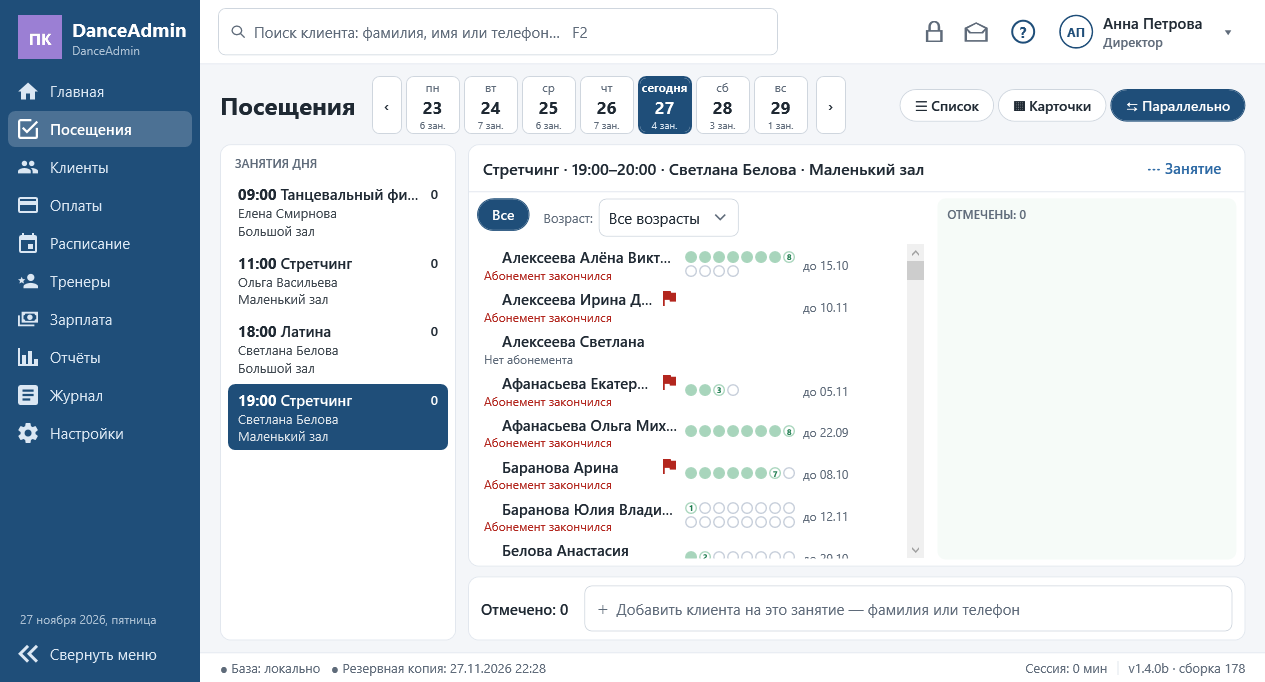 ПК
DanceAdmin
DanceAdmin
Главная
Посещения
Клиенты
Оплаты
Расписание
Тренеры
Зарплата
Отчёты
Журнал
Настройки
27 ноября 2026, пятница
Свернуть меню
Поиск клиента: фамилия, имя или телефон... F2
?
АП
Анна Петрова
Директор
Посещения
‹
пн
23
6 зан.
вт
24
7 зан.
ср
25
6 зан.
чт
26
7 зан.
сегодня
27
4 зан.
сб
28
3 зан.
вс
29
1 зан.
›
Список
Карточки
Параллельно
ЗАНЯТИЯ ДНЯ
09:00 Танцевальный фи... 0
Елена Смирнова
Большой зал
11:00 Стретчинг 0
Ольга Васильева
Маленький зал
18:00 Латина 0
Светлана Белова
Большой зал
19:00 Стретчинг 0
Светлана Белова
Маленький зал
Стретчинг · 19:00–20:00 · Светлана Белова · Маленький зал
··· Занятие
Все
Возраст:
Все возрасты
Алексеева Алёна Викт... 8 до 15.10
Абонемент закончился
Алексеева Ирина Д... до 10.11
Абонемент закончился
Алексеева Светлана
Нет абонемента
Афанасьева Екатер... 3 до 05.11
Абонемент закончился
Афанасьева Ольга Мих... 8 до 22.09
Абонемент закончился
Баранова Арина 7 до 08.10
Абонемент закончился
Баранова Юлия Влади... 1 до 12.11
Абонемент закончился
Белова Анастасия 2 до 29.10
ОТМЕЧЕНЫ: 0
Отмечено: 0
+ Добавить клиента на это занятие — фамилия или телефон
● База: локально ● Резервная копия: 27.11.2026 22:28
Сессия: 0 мин
v1.4.0b · сборка 178